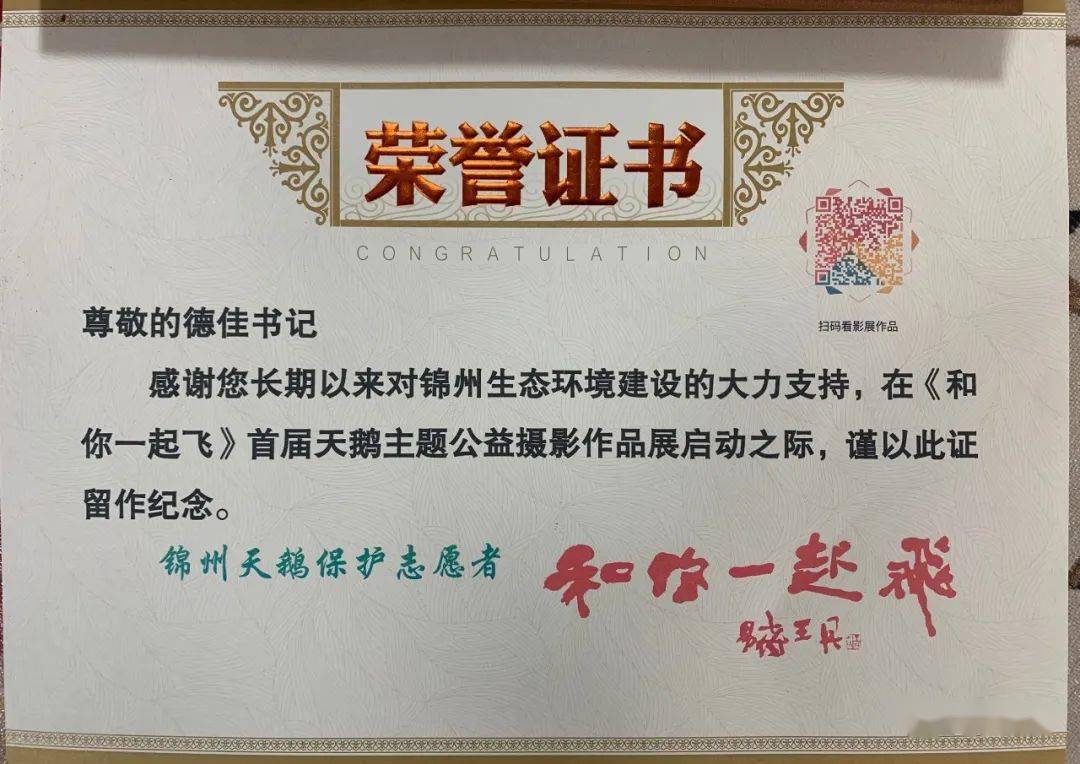 荣誉证书
CONGRATULATION
扫码看影展作品
尊敬的德佳书记
感谢您长期以来对锦州生态环境建设的大力支持，在《和
你一起飞》首届天鹅主题公益摄影作品展启动之际，谨以此证
留作纪念。
锦州天鹅保护志愿者
和你一起飛